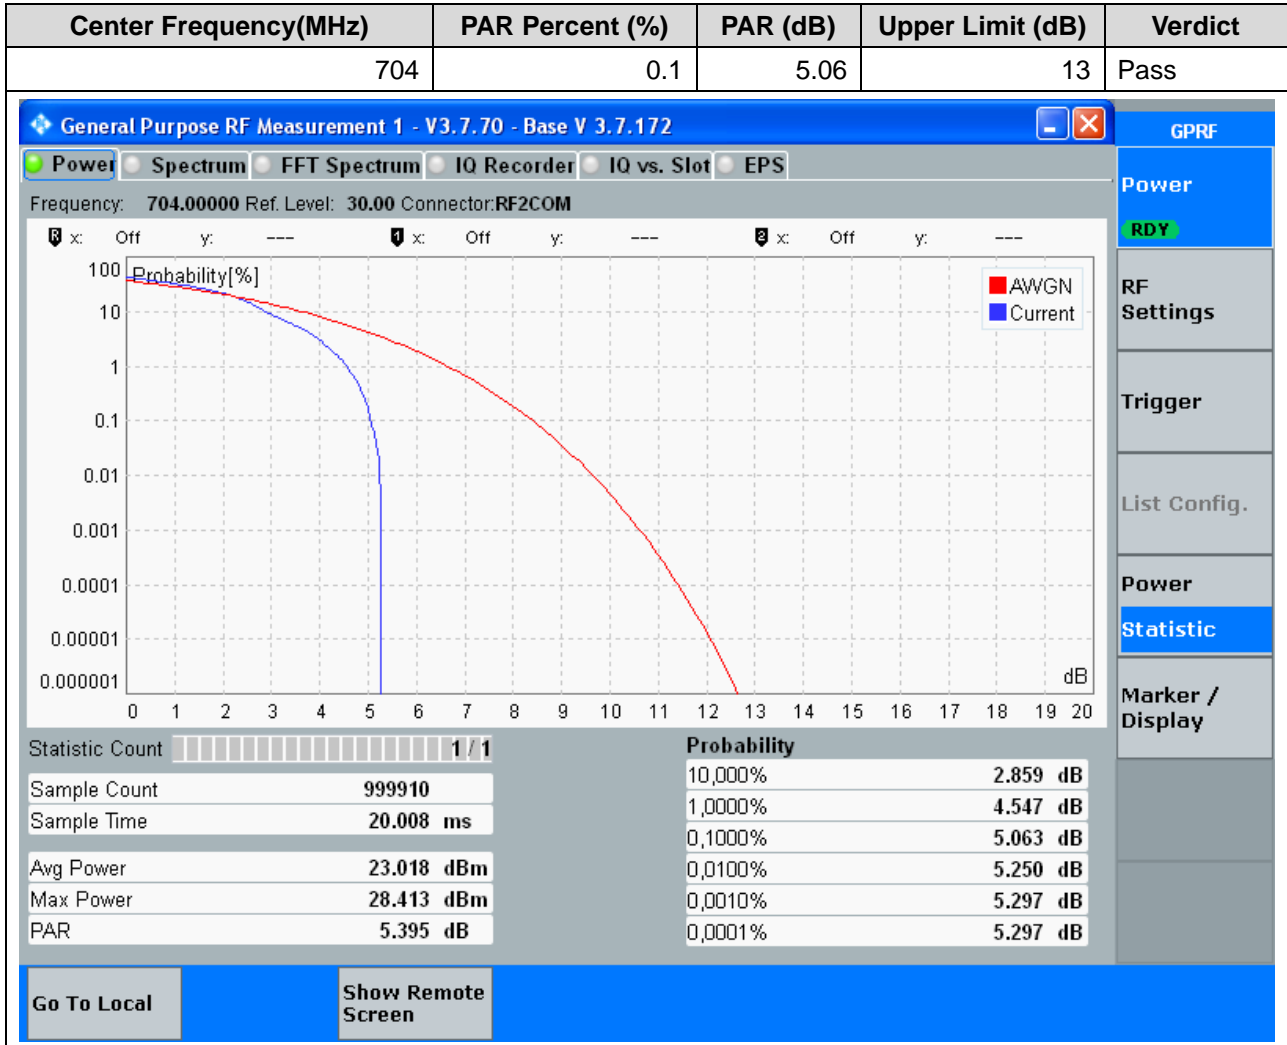 Center Frequency(MHz) PAR Percent (%) PAR (dB) Upper Limit (dB) Verdict
704 0.1 5.06 13 Pass
General Purpose RF Measurement 1 - V3.7.70 - Base V 3.7.172
GPRF
Power Spectrum FFT Spectrum IQ Recorder IQ vs. Slot EPS
Frequency: 704.00000 Ref. Level: 30.00 Connector:RF2COM
R x: Off y: --- 1 x: Off y: --- 2 x: Off y: ---
Probability[%]
100
10
1
0.1
0.01
0.001
0.0001
0.00001
0.000001
AWGN
Current
dB
0 1 2 3 4 5 6 7 8 9 10 11 12 13 14 15 16 17 18 19 20
Statistic Count 1 / 1
Sample Count 999910
Sample Time 20.008 ms
Avg Power 23.018 dBm
Max Power 28.413 dBm
PAR 5.395 dB
Probability
10,000% 2.859 dB
1,0000% 4.547 dB
0,1000% 5.063 dB
0,0100% 5.250 dB
0,0010% 5.297 dB
0,0001% 5.297 dB
Power
RDY
RF
Settings
Trigger
List Config.
Power
Statistic
Marker /
Display
Go To Local
Show Remote
Screen